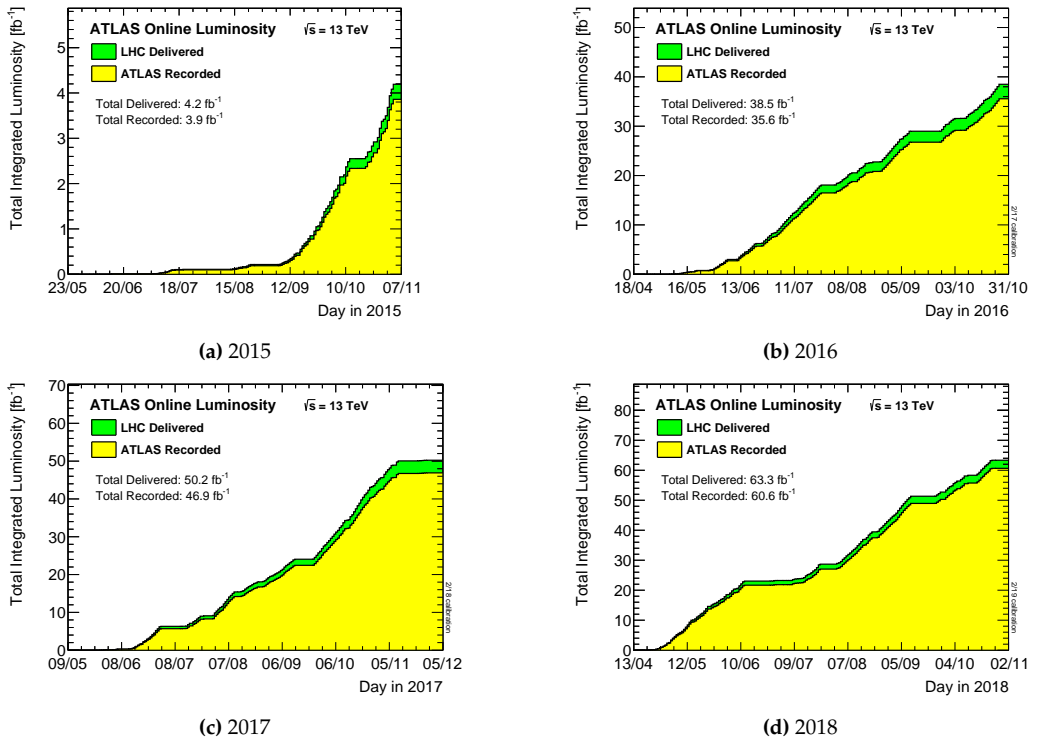 ATLAS Online Luminosity √s = 13 TeV
LHC Delivered
ATLAS Recorded
Total Delivered: 4.2 fb⁻¹
Total Recorded: 3.9 fb⁻¹
Total Integrated Luminosity [fb⁻¹]
5
4
3
2
1
0
23/05 20/06 18/07 15/08 12/09 10/10 07/11
Day in 2015
(a) 2015
ATLAS Online Luminosity √s = 13 TeV
LHC Delivered
ATLAS Recorded
Total Delivered: 38.5 fb⁻¹
Total Recorded: 35.6 fb⁻¹
Total Integrated Luminosity [fb⁻¹]
50
40
30
20
10
0
2/17 calibration
18/04 16/05 13/06 11/07 08/08 05/09 03/10 31/10
Day in 2016
(b) 2016
ATLAS Online Luminosity √s = 13 TeV
LHC Delivered
ATLAS Recorded
Total Delivered: 50.2 fb⁻¹
Total Recorded: 46.9 fb⁻¹
Total Integrated Luminosity [fb⁻¹]
70
60
50
40
30
20
10
0
2/18 calibration
09/05 08/06 08/07 07/08 06/09 06/10 05/11 05/12
Day in 2017
(c) 2017
ATLAS Online Luminosity √s = 13 TeV
LHC Delivered
ATLAS Recorded
Total Delivered: 63.3 fb⁻¹
Total Recorded: 60.6 fb⁻¹
Total Integrated Luminosity [fb⁻¹]
80
70
60
50
40
30
20
10
0
2/19 calibration
13/04 12/05 10/06 09/07 07/08 05/09 04/10 02/11
Day in 2018
(d) 2018